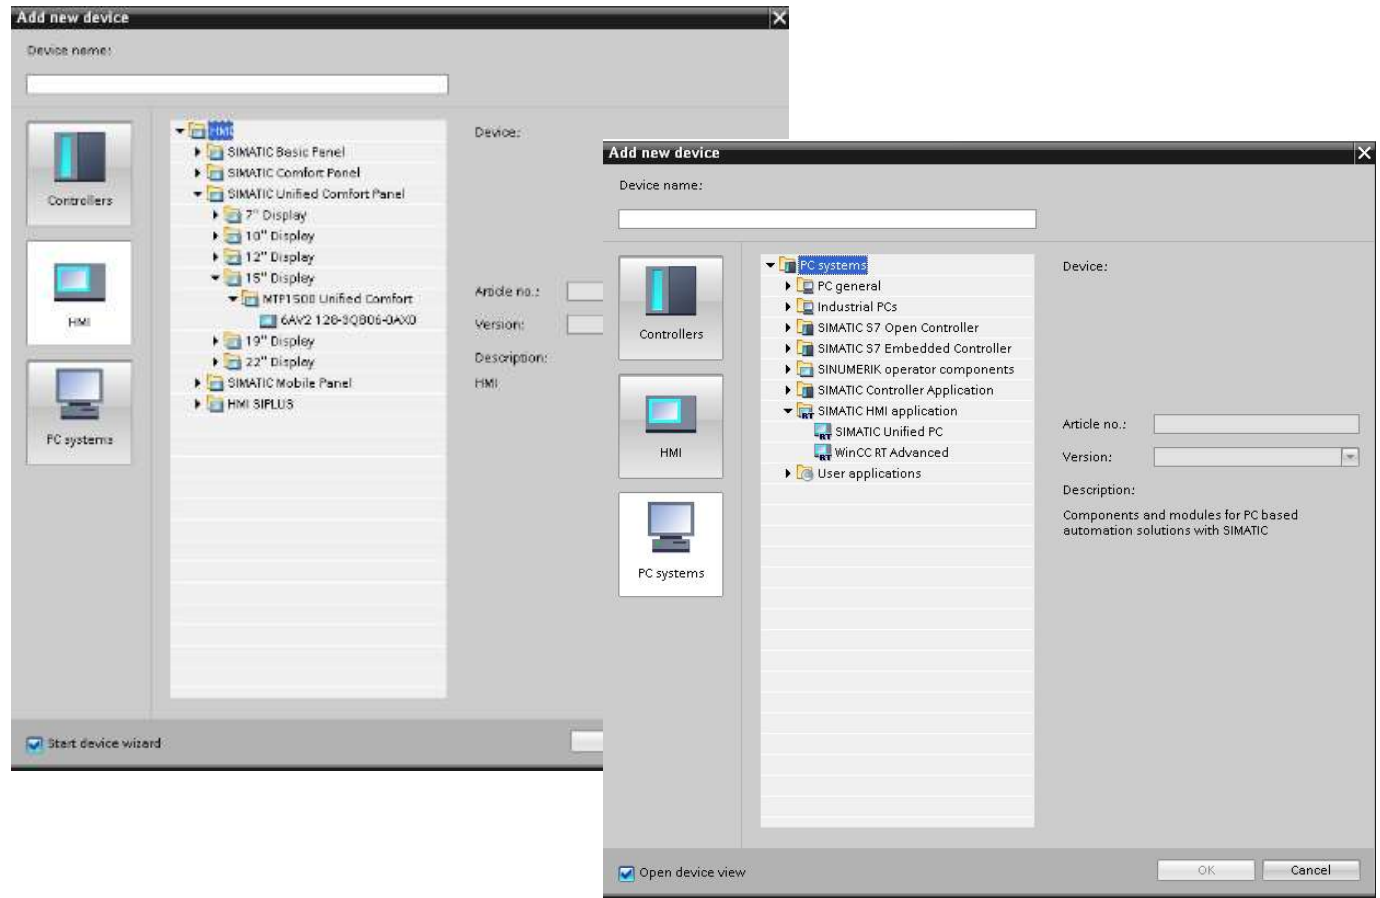 Add new device
Device name:
Controllers
HMI
PC systems
HMI
SIMATIC Basic Panel
SIMATIC Comfort Panel
SIMATIC Unified Comfort Panel
7" Display
10" Display
12" Display
15" Display
MTP1500 Unified Comfort
6AV2 128-3QB06-0AX0
19" Display
22" Display
SIMATIC Mobile Panel
HMI SIPLUS
Device:
Article no.:
Version:
Description:
HMI
Start device wizard
Add new device
Device name:
Controllers
HMI
PC systems
PC systems
PC general
Industrial PCs
SIMATIC S7 Open Controller
SIMATIC S7 Embedded Controller
SINUMERIK operator components
SIMATIC Controller Application
SIMATIC HMI application
SIMATIC Unified PC
WinCC RT Advanced
User applications
Device:
Article no.:
Version:
Description:
Components and modules for PC based
automation solutions with SIMATIC
Open device view
OK
Cancel